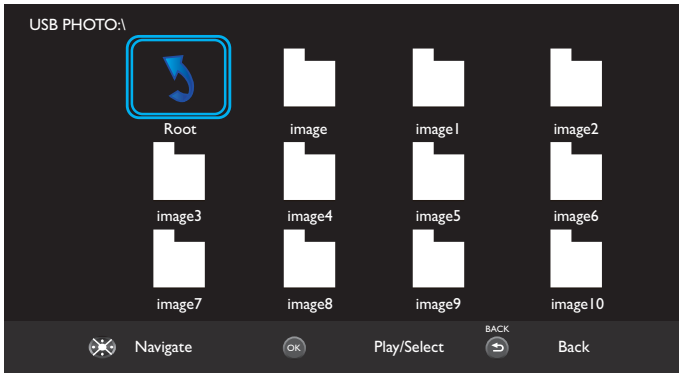 USB PHOTO:\
Root image image1 image2
image3 image4 image5 image6
image7 image8 image9 image10
BACK
Navigate OK Play/Select Back